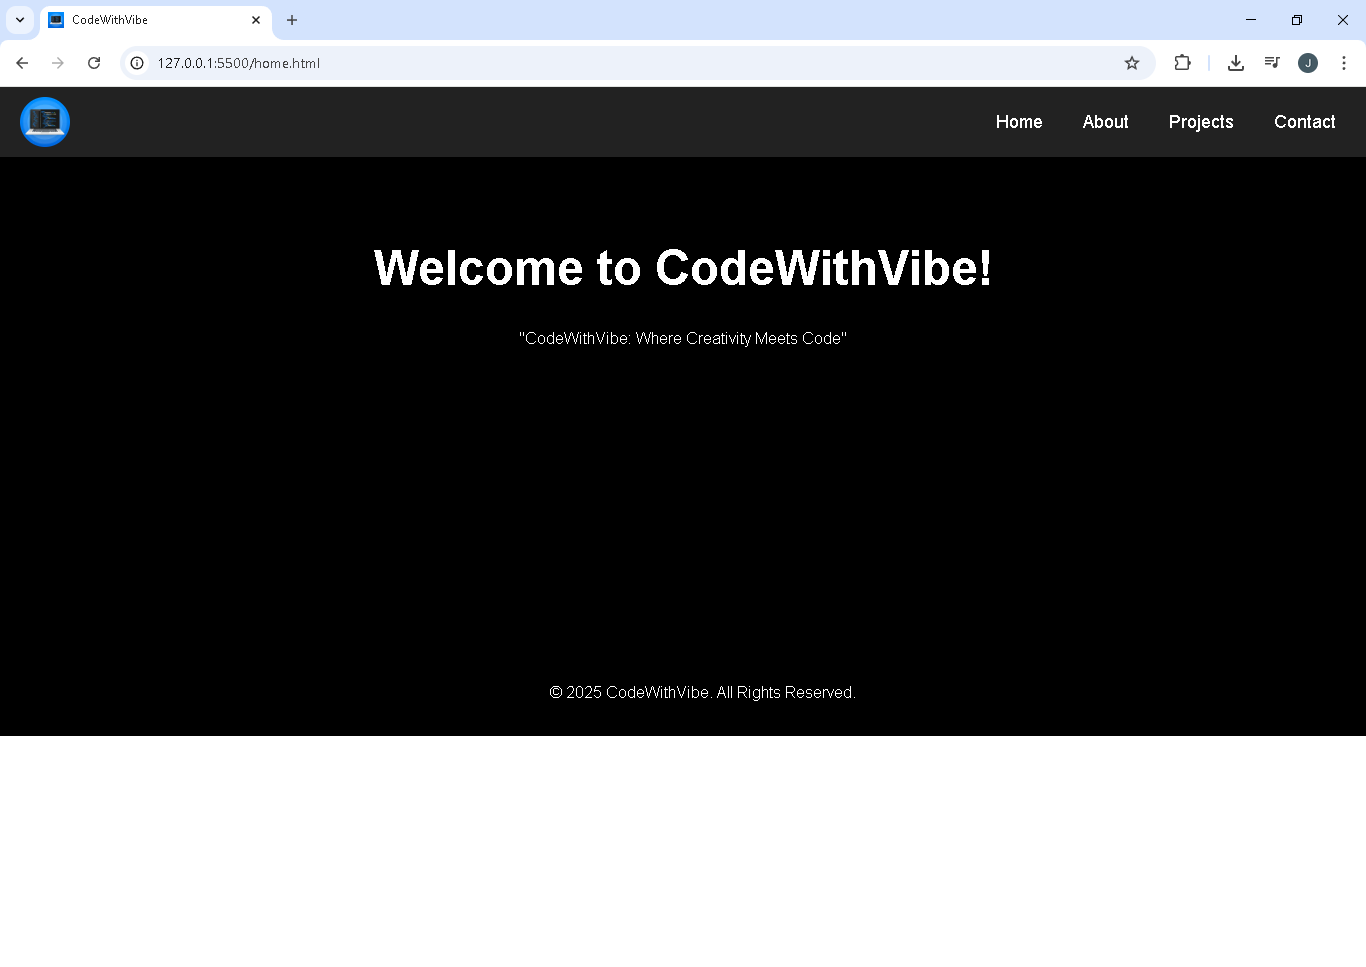 CodeWithVibe
127.0.0.1:5500/home.html
J
Home About Projects Contact
Welcome to CodeWithVibe!
"CodeWithVibe: Where Creativity Meets Code"
© 2025 CodeWithVibe. All Rights Reserved.